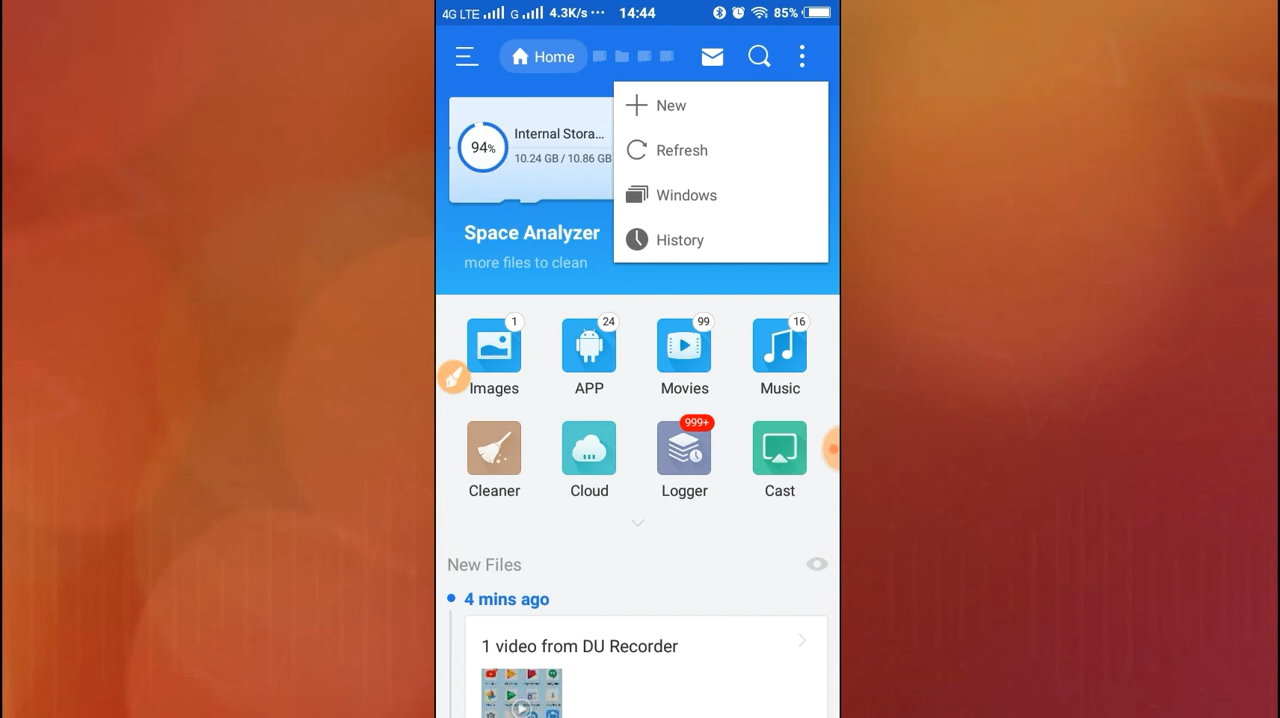 4G LTE G 4.3K/s ··· 14:44 85%
Home
New
Refresh
Windows
History
94%
Internal Stora...
10.24 GB / 10.86 GB
Space Analyzer
more files to clean
1 24 99 16
Images APP Movies Music
999+
Cleaner Cloud Logger Cast
New Files
4 mins ago
1 video from DU Recorder